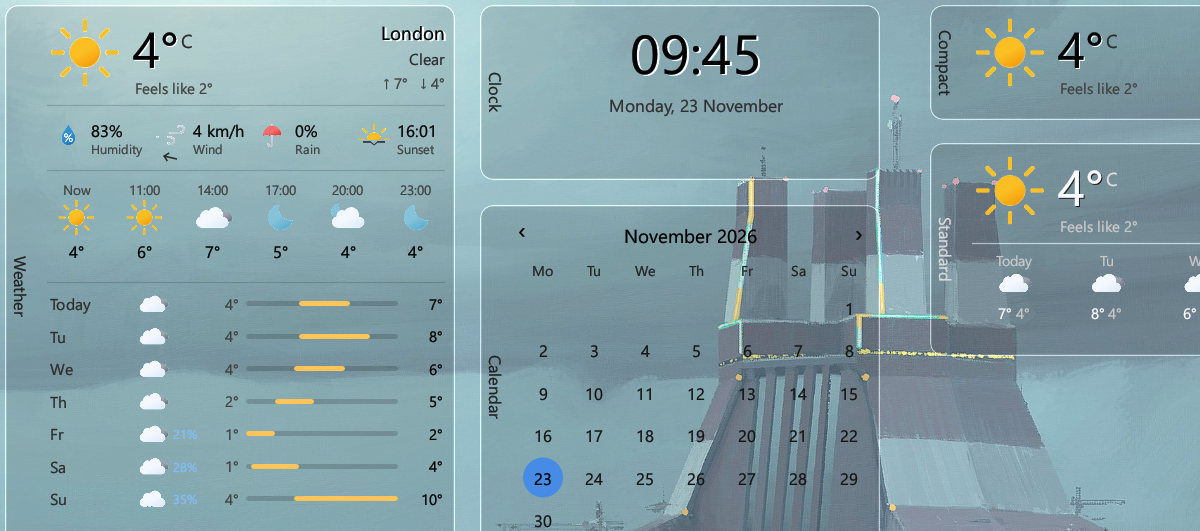 4°C
Feels like 2°
London
Clear
↑7° ↓4°
83%
Humidity
4 km/h
Wind
0%
Rain
16:01
Sunset
Now 11:00 14:00 17:00 20:00 23:00
4° 6° 7° 5° 4° 4°
Weather
Today 4° 7°
Tu 4° 8°
We 4° 6°
Th 2° 5°
Fr 21% 1° 2°
Sa 28% 1° 4°
Su 35% 4° 10°
Clock
09:45
Monday, 23 November
Calendar
‹ November 2026 ›
Mo Tu We Th Fr Sa Su
1
2 3 4 5 6 7 8
9 10 11 12 13 14 15
16 17 18 19 20 21 22
23 24 25 26 27 28 29
30
Compact
4°C
Feels like 2°
Standard
4°C
Feels like 2°
Today Tu
7° 4° 8° 4° 6°